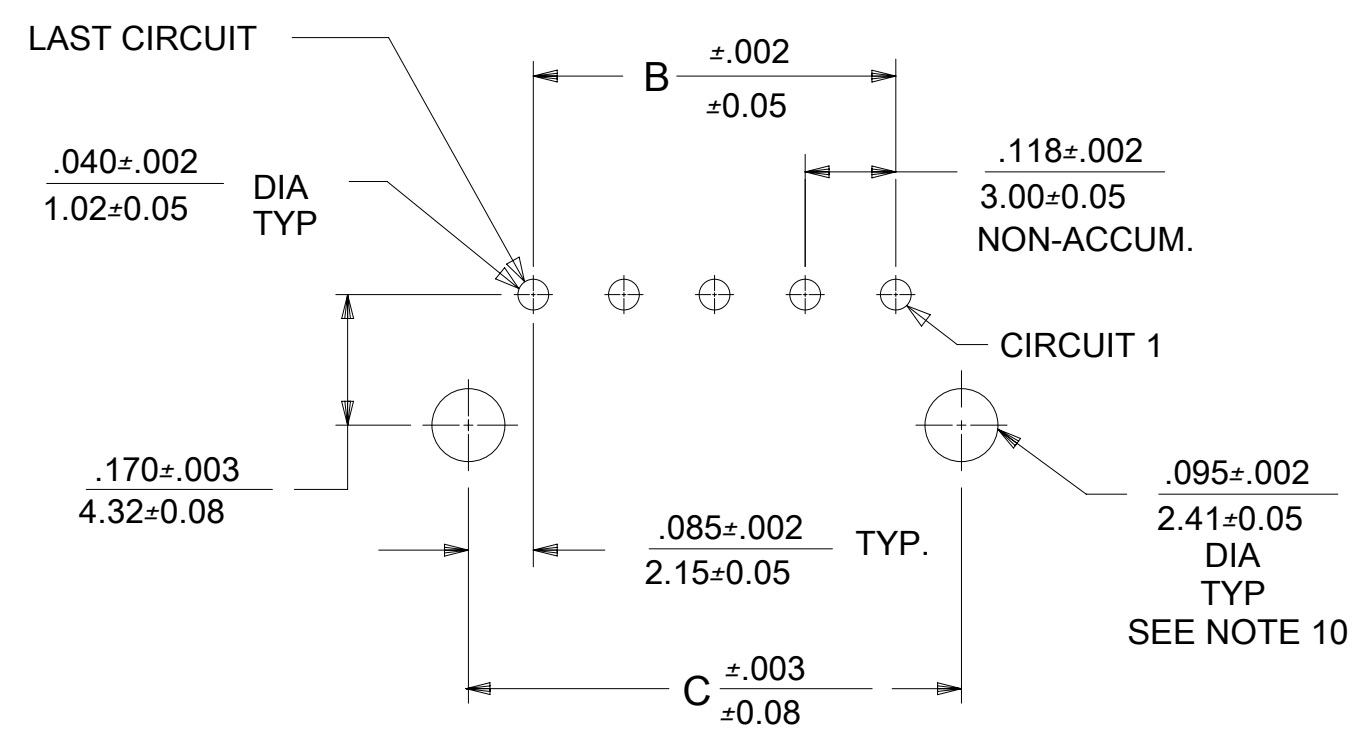 LAST CIRCUIT
B ±.002
±0.05
.040±.002
1.02±0.05
DIA
TYP
.118±.002
3.00±0.05
NON-ACCUM.
CIRCUIT 1
.170±.003
4.32±0.08
.085±.002
2.15±0.05
TYP.
.095±.002
2.41±0.05
DIA
TYP
SEE NOTE 10
C ±.003
±0.08